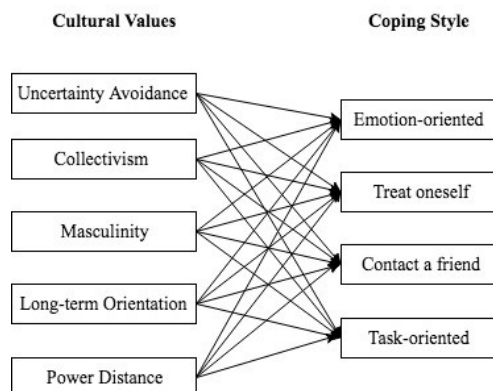 Cultural Values
Coping Style
Uncertainty Avoidance
Collectivism
Masculinity
Long-term Orientation
Power Distance
Emotion-oriented
Treat oneself
Contact a friend
Task-oriented